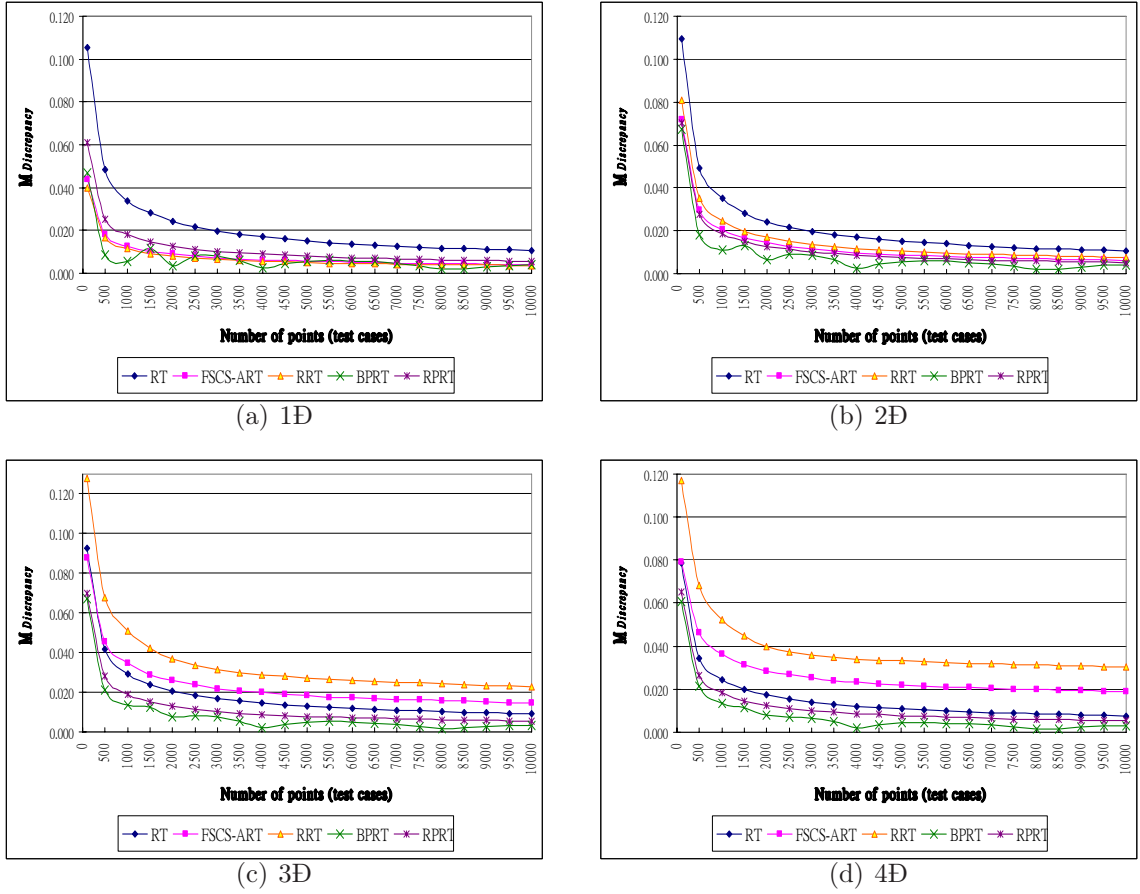 0.120
0.100
0.080
0.060
0.040
0.020
0.000
M Discrepancy
0 500 1000 1500 2000 2500 3000 3500 4000 4500 5000 5500 6000 6500 7000 7500 8000 8500 9000 9500 10000
Number of points (test cases)
RT FSCS-ART RRT BPRT RPRT
(a) 1Đ
0.120
0.100
0.080
0.060
0.040
0.020
0.000
M Discrepancy
0 500 1000 1500 2000 2500 3000 3500 4000 4500 5000 5500 6000 6500 7000 7500 8000 8500 9000 9500 10000
Number of points (test cases)
RT FSCS-ART RRT BPRT RPRT
(b) 2Đ
0.120
0.100
0.080
0.060
0.040
0.020
0.000
M Discrepancy
0 500 1000 1500 2000 2500 3000 3500 4000 4500 5000 5500 6000 6500 7000 7500 8000 8500 9000 9500 10000
Number of points (test cases)
RT FSCS-ART RRT BPRT RPRT
(c) 3Đ
0.120
0.100
0.080
0.060
0.040
0.020
0.000
M Discrepancy
0 500 1000 1500 2000 2500 3000 3500 4000 4500 5000 5500 6000 6500 7000 7500 8000 8500 9000 9500 10000
Number of points (test cases)
RT FSCS-ART RRT BPRT RPRT
(d) 4Đ